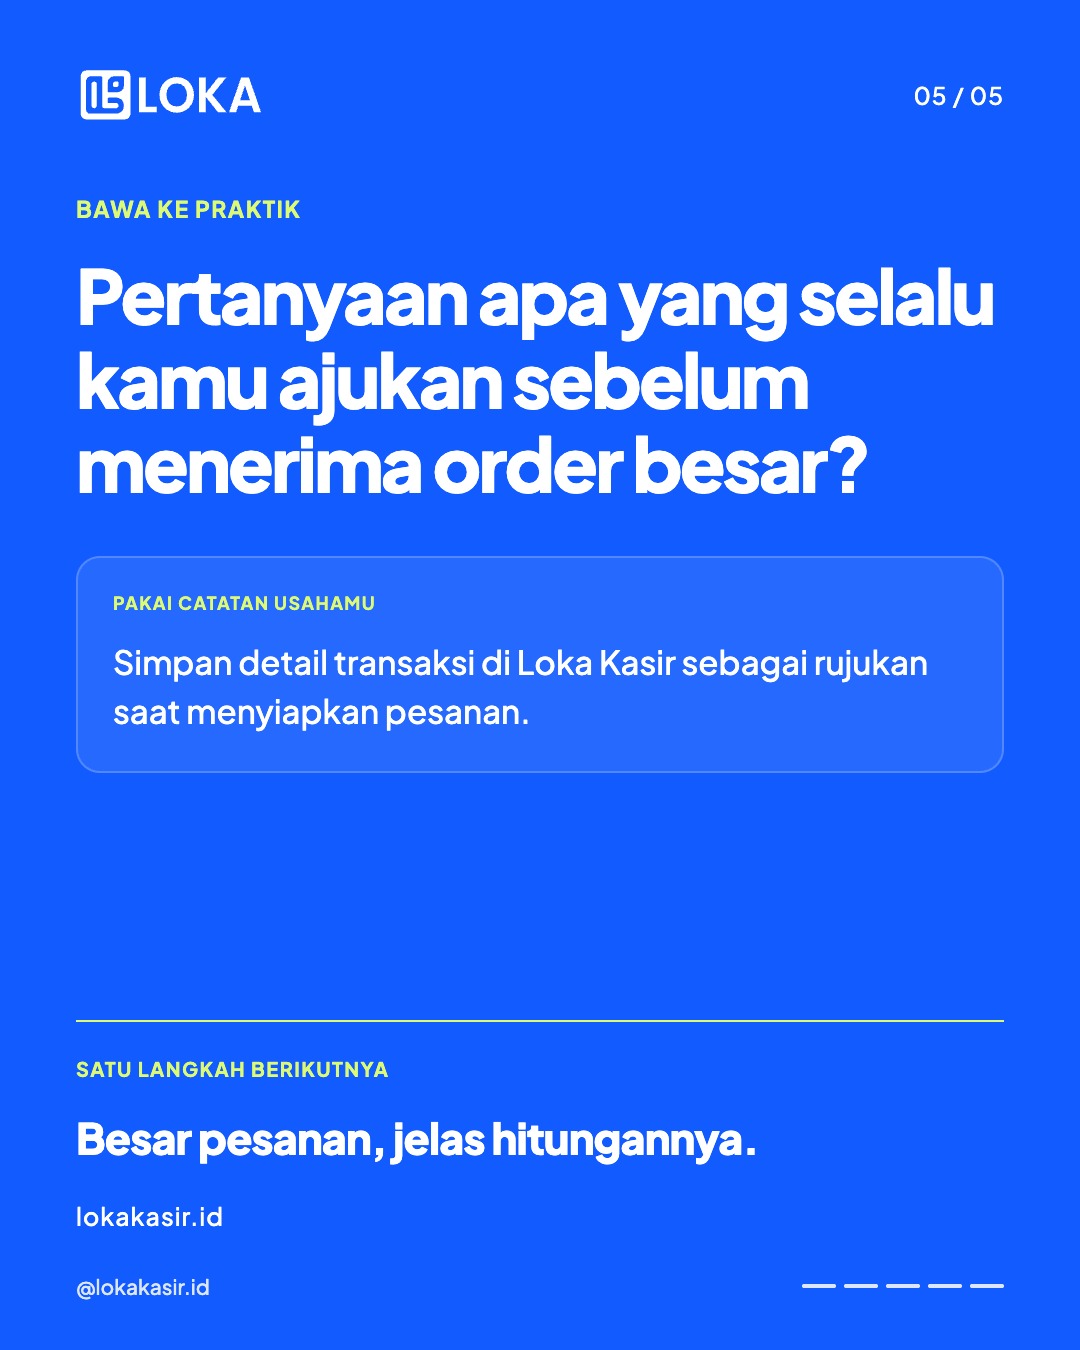 LOKA
05 / 05
BAWA KE PRAKTIK
Pertanyaan apa yang selalu
kamu ajukan sebelum
menerima order besar?
PAKAI CATATAN USAHAMU
Simpan detail transaksi di Loka Kasir sebagai rujukan
saat menyiapkan pesanan.
SATU LANGKAH BERIKUTNYA
Besar pesanan, jelas hitungannya.
lokakasir.id
@lokakasir.id